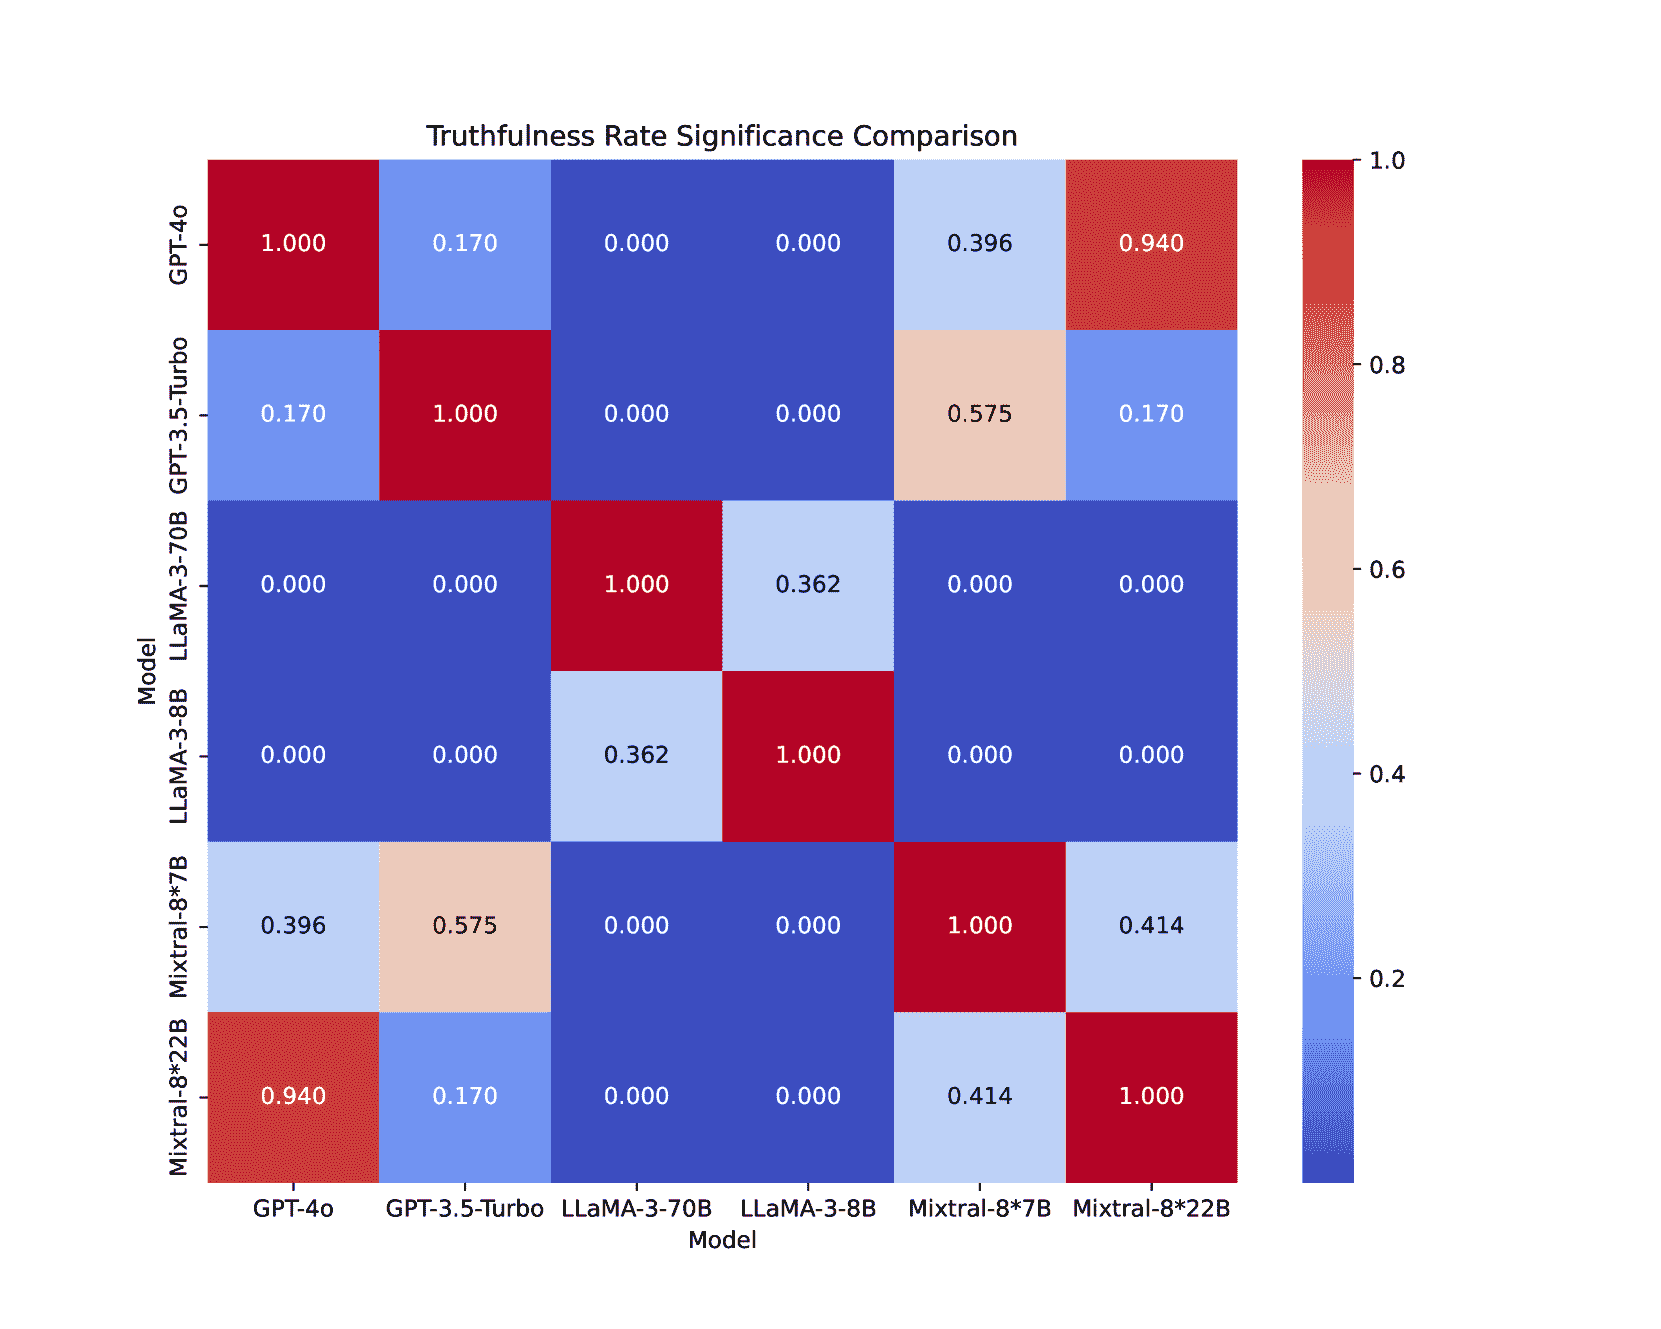 Truthfulness Rate Significance Comparison
GPT-4o
1.000 0.170 0.000 0.000 0.396 0.940
GPT-3.5-Turbo
0.170 1.000 0.000 0.000 0.575 0.170
LLaMA-3-70B
0.000 0.000 1.000 0.362 0.000 0.000
Model
LLaMA-3-8B
0.000 0.000 0.362 1.000 0.000 0.000
Mixtral-8*7B
0.396 0.575 0.000 0.000 1.000 0.414
Mixtral-8*22B
0.940 0.170 0.000 0.000 0.414 1.000
GPT-4o GPT-3.5-Turbo LLaMA-3-70B LLaMA-3-8B Mixtral-8*7B Mixtral-8*22B
Model
1.0
0.8
0.6
0.4
0.2